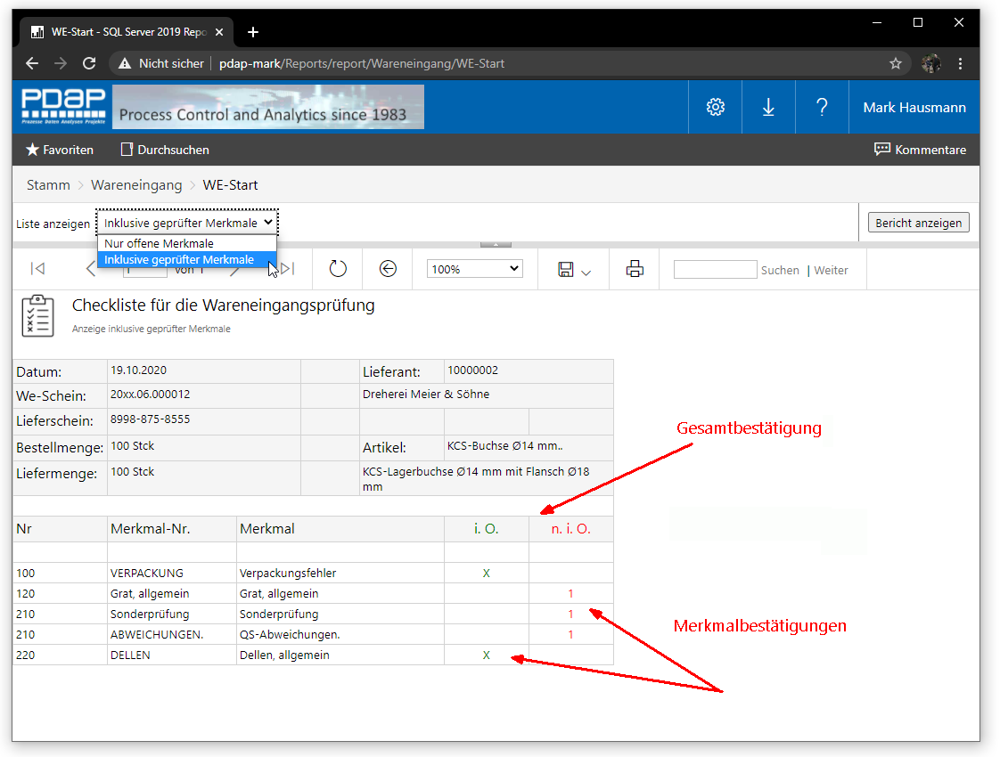 WE-Start - SQL Server 2019 Repo
Nicht sicher pdap-mark/Reports/report/Wareneingang/WE-Start
PDAP
Prozesse Daten Analysen Projekte
Process Control and Analytics since 1983
? Mark Hausmann
Favoriten Durchsuchen Kommentare
Stamm > Wareneingang > WE-Start
Liste anzeigen Inklusive geprüfter Merkmale Bericht anzeigen
Nur offene Merkmale
Inklusive geprüfter Merkmale
1 von 1 100% Suchen | Weiter
Checkliste für die Wareneingangsprüfung
Anzeige inklusive geprüfter Merkmale
Datum: 19.10.2020 Lieferant: 10000002
We-Schein: 20xx.06.000012 Dreherei Meier & Söhne
Lieferschein: 8998-875-8555
Bestellmenge: 100 Stck Artikel: KCS-Buchse Ø14 mm..
Liefermenge: 100 Stck KCS-Lagerbuchse Ø14 mm mit Flansch Ø18
mm
Gesamtbestätigung
Nr Merkmal-Nr. Merkmal i. O. n. i. O.
100 VERPACKUNG Verpackungsfehler X
120 Grat, allgemein Grat, allgemein 1
210 Sonderprüfung Sonderprüfung 1
210 ABWEICHUNGEN. QS-Abweichungen. 1
220 DELLEN Dellen, allgemein X
Merkmalbestätigungen